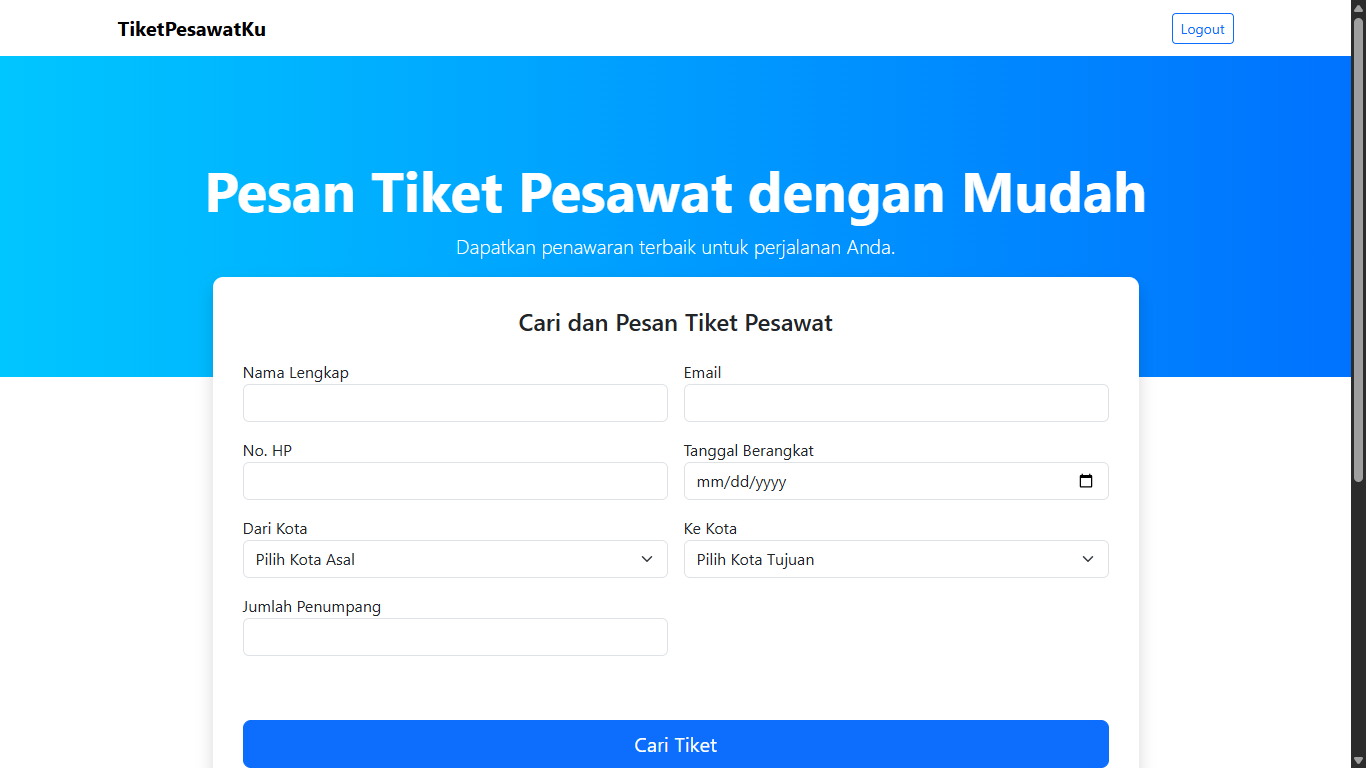 TiketPesawatKu
Logout
Pesan Tiket Pesawat dengan Mudah
Dapatkan penawaran terbaik untuk perjalanan Anda.
Cari dan Pesan Tiket Pesawat
Nama Lengkap
Email
No. HP
Tanggal Berangkat
mm/dd/yyyy
Dari Kota
Ke Kota
Pilih Kota Asal
Pilih Kota Tujuan
Jumlah Penumpang
Cari Tiket